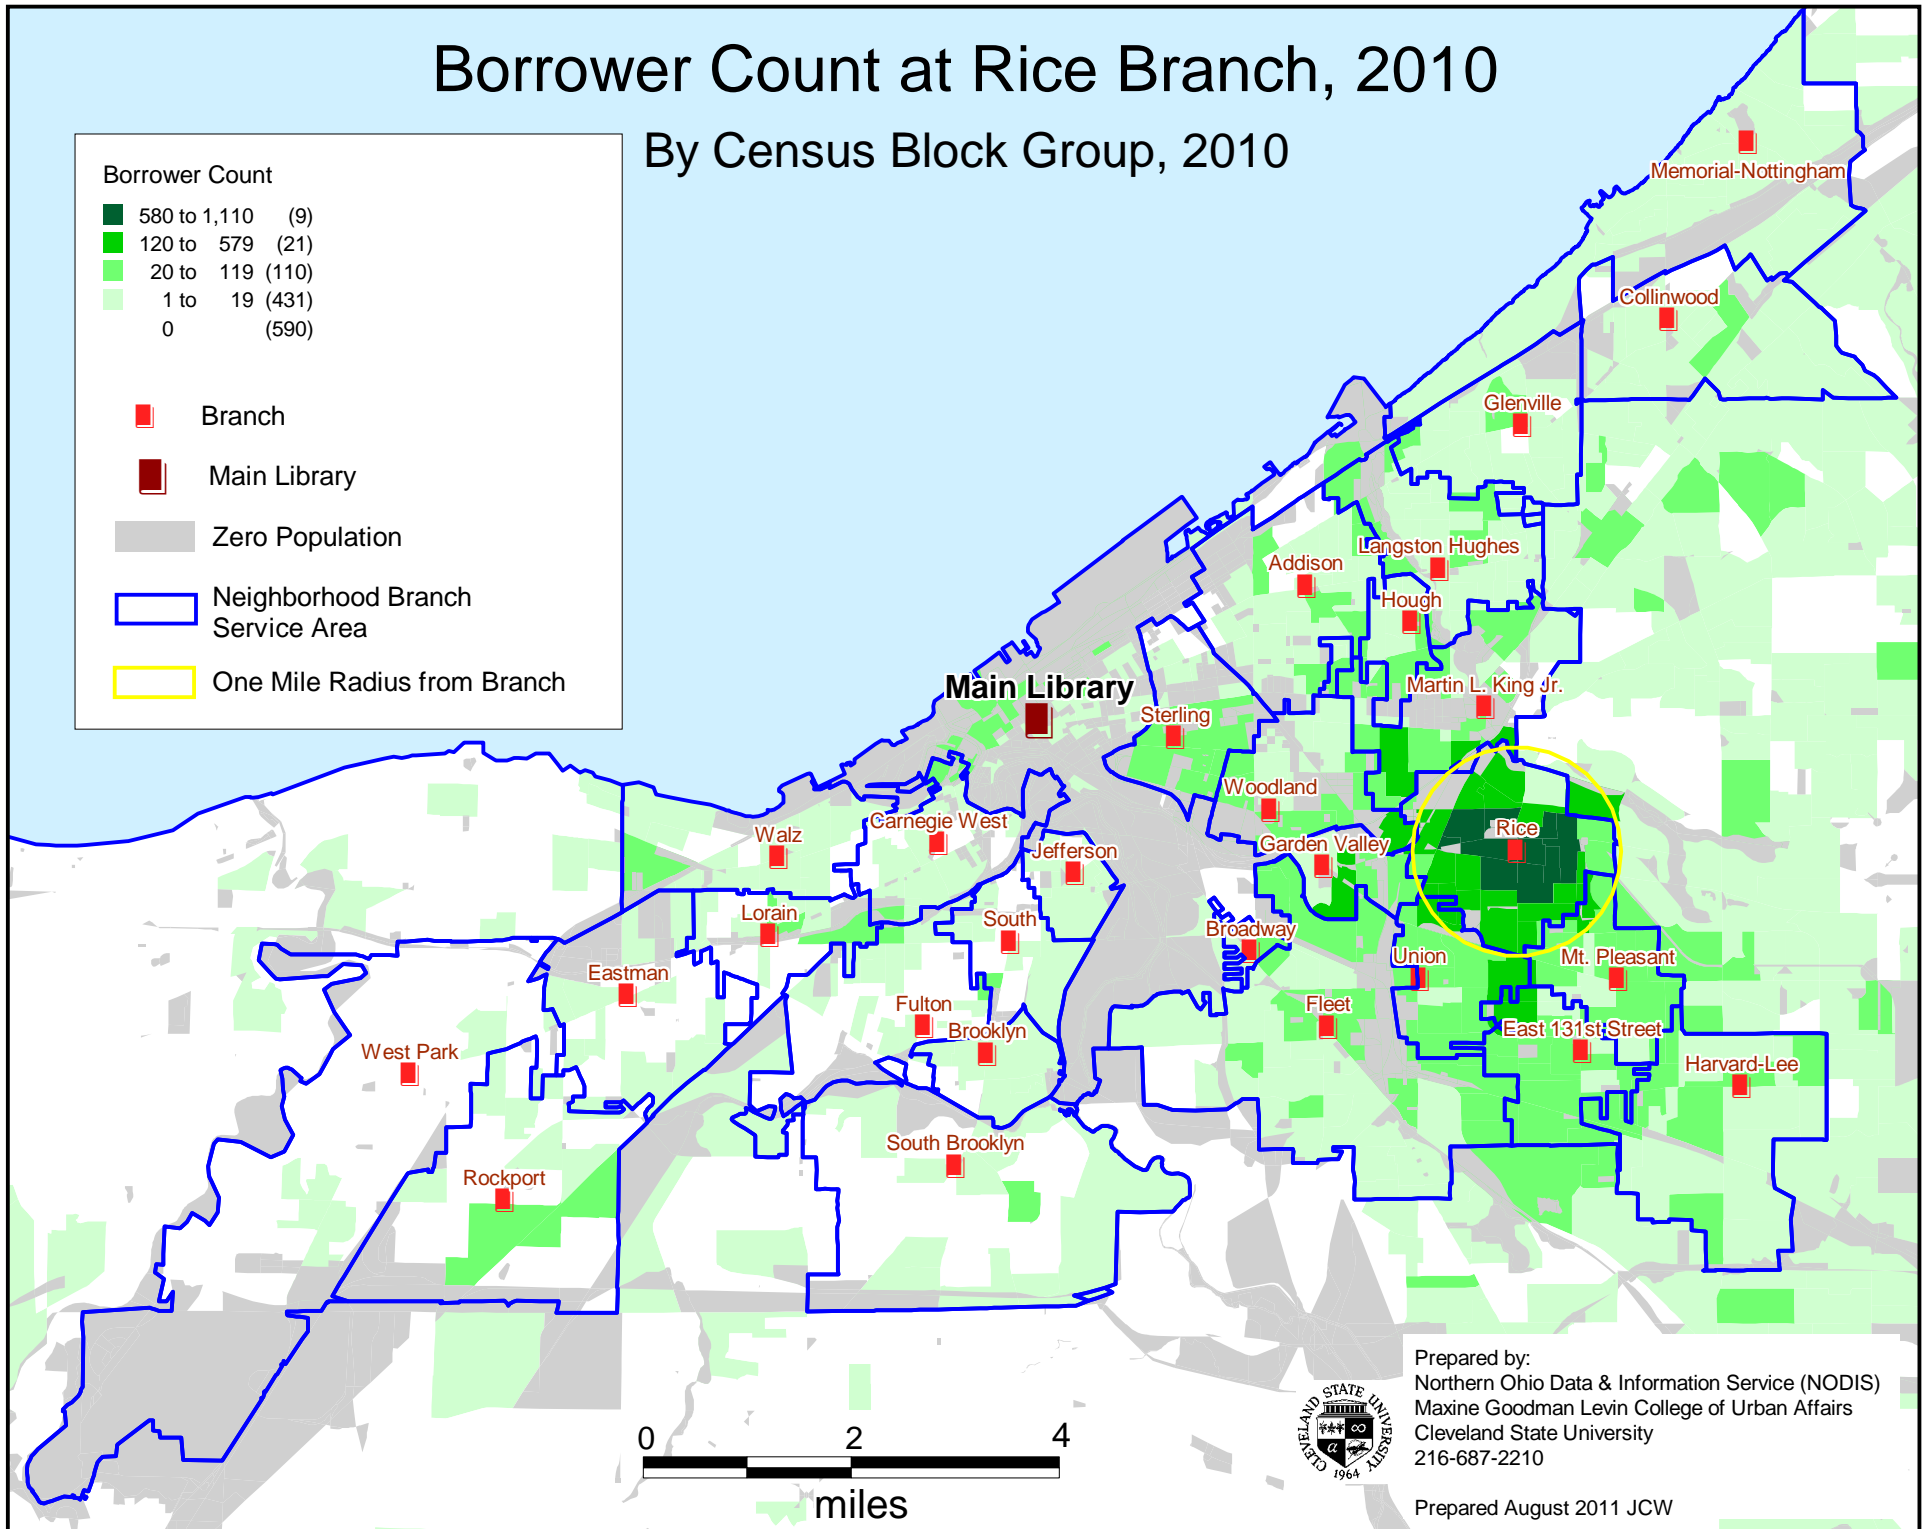 Borrower Count at Rice Branch, 2010
By Census Block Group, 2010
Borrower Count
580 to 1,110 (9)
120 to 579 (21)
20 to 119 (110)
1 to 19 (431)
0 (590)
Branch
Main Library
Zero Population
Neighborhood Branch
Service Area
One Mile Radius from Branch
Memorial-Nottingham
Collinwood
Glenville
Langston Hughes
Addison
Hough
Martin L. King Jr.
Main Library
Sterling
Woodland
Rice
Carnegie West
Walz
Garden Valley
Jefferson
Lorain
South
Broadway
Union
Mt. Pleasant
Eastman
Fulton
Fleet
Brooklyn
East 131st Street
West Park
Harvard-Lee
South Brooklyn
Rockport
0 2 4
miles
CLEVELAND STATE UNIVERSITY
α ∞
1964
Prepared by:
Northern Ohio Data & Information Service (NODIS)
Maxine Goodman Levin College of Urban Affairs
Cleveland State University
216-687-2210
Prepared August 2011 JCW